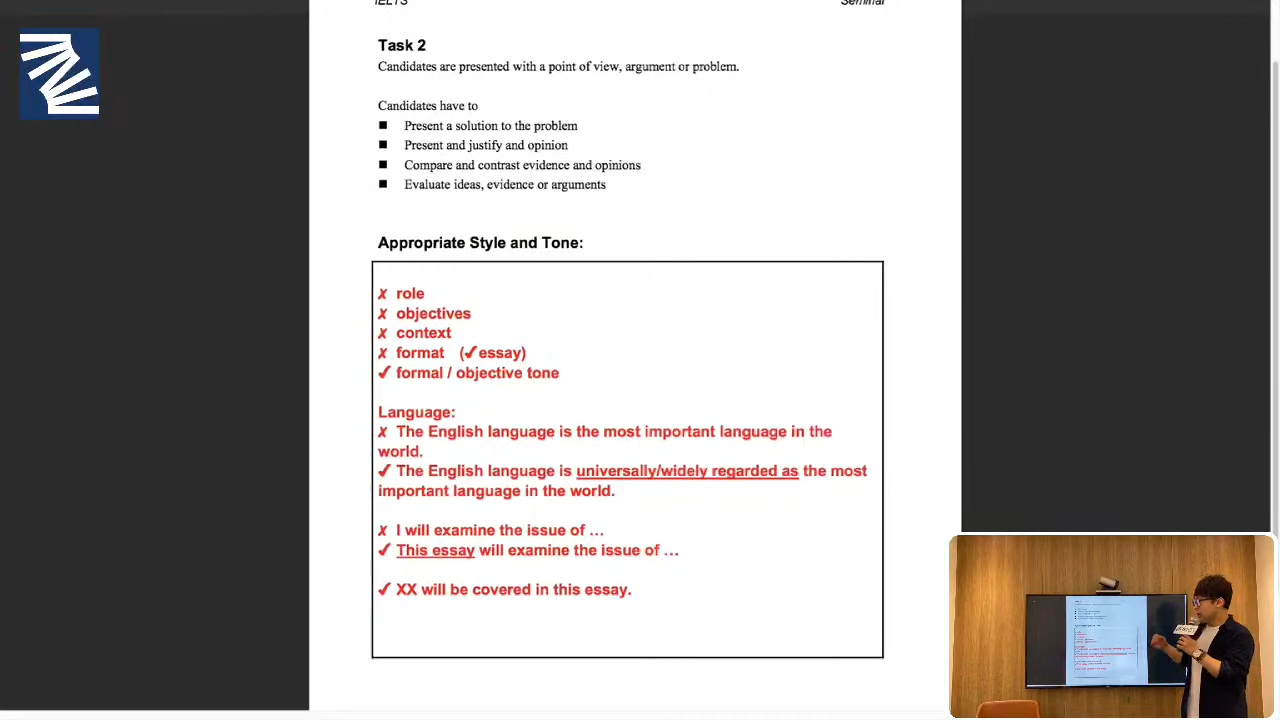 IELTS Seminar
Task 2
Candidates are presented with a point of view, argument or problem.
Candidates have to
■ Present a solution to the problem
■ Present and justify and opinion
■ Compare and contrast evidence and opinions
■ Evaluate ideas, evidence or arguments
Appropriate Style and Tone:
✗ role
✗ objectives
✗ context
✗ format (✓essay)
✓ formal / objective tone
Language:
✗ The English language is the most important language in the
world.
✓ The English language is universally/widely regarded as the most
important language in the world.
✗ I will examine the issue of …
✓ This essay will examine the issue of …
✓ XX will be covered in this essay.